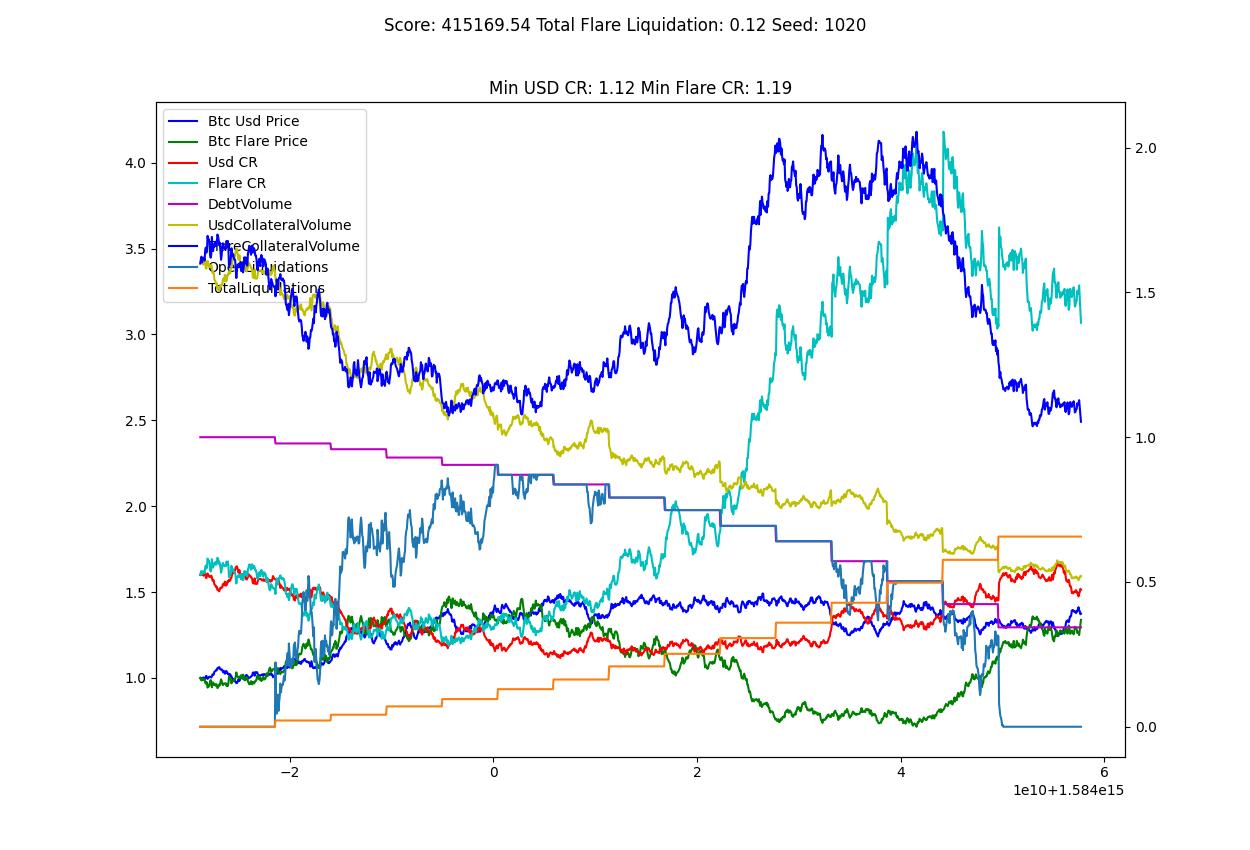 Score: 415169.54 Total Flare Liquidation: 0.12 Seed: 1020
Min USD CR: 1.12 Min Flare CR: 1.19
Btc Usd Price
Btc Flare Price
Usd CR
Flare CR
DebtVolume
UsdCollateralVolume
FlareCollateralVolume
OpenLiquidations
TotalLiquidations
4.0
3.5
3.0
2.5
2.0
1.5
1.0
2.0
1.5
1.0
0.5
0.0
−2
0
2
4
6
1e10+1.584e15